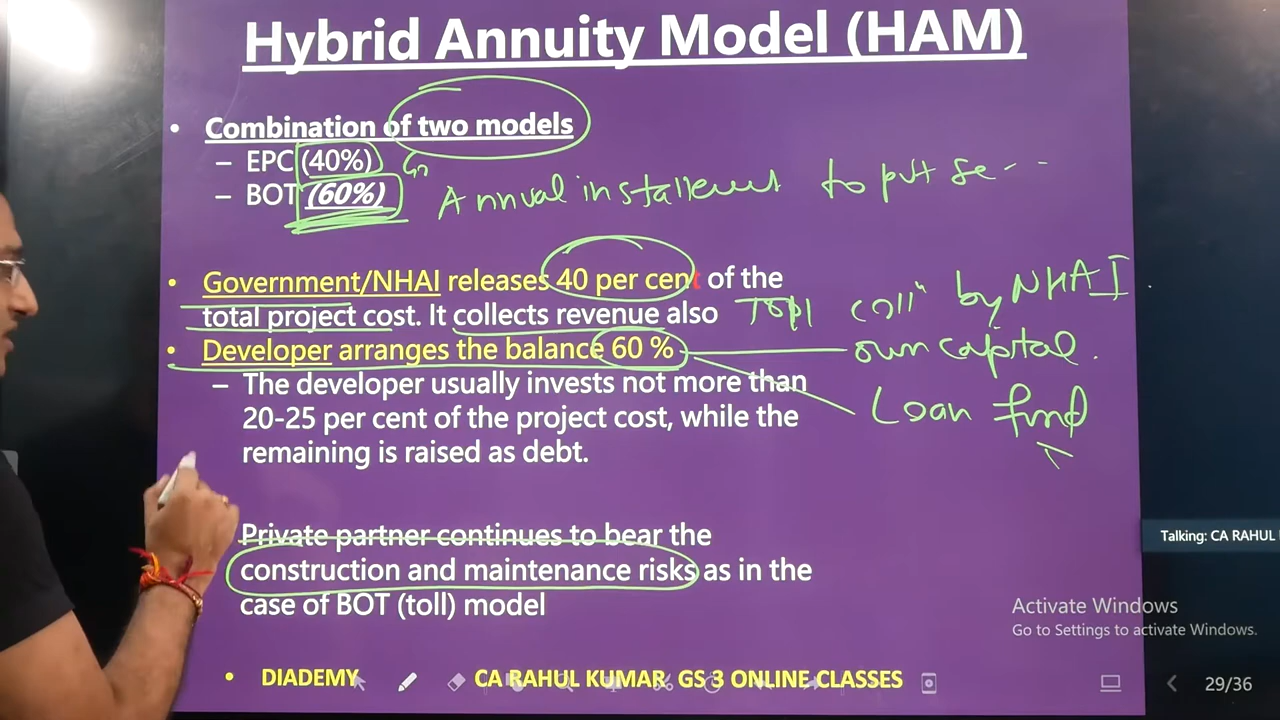 Hybrid Annuity Model (HAM)
• Combination of two models
– EPC (40%)
– BOT (60%)
Annual installement to put
• Government/NHAI releases 40 per cent of the
total project cost. It collects revenue also
coll" by NHAI
• Developer arranges the balance 60 %
own capital.
– The developer usually invests not more than
20-25 per cent of the project cost, while the
remaining is raised as debt.
Loan fund
Private partner continues to bear the
construction and maintenance risks as in the
case of BOT (toll) model
Talking: CA RAHUL
Activate Windows
Go to Settings to activate Windows.
• DIADEMY CA RAHUL KUMAR GS 3 ONLINE CLASSES
29/36